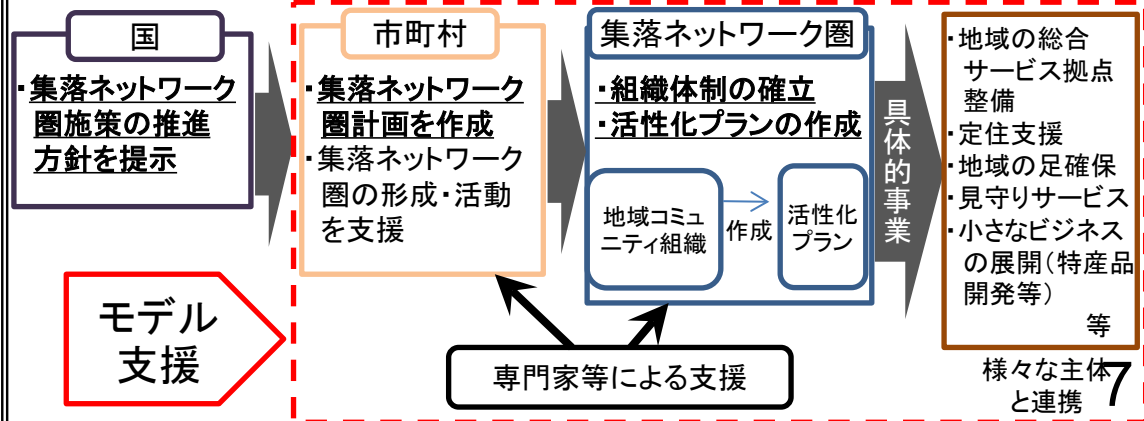 国
・集落ネットワーク
圏施策の推進
方針を提示
市町村
・集落ネットワーク
圏計画を作成
・集落ネットワーク
圏の形成・活動
を支援
集落ネットワーク圏
・組織体制の確立
・活性化プランの作成
地域コミュ
ニティ組織
作成
活性化
プラン
具体的事業
・地域の総合
サービス拠点
整備
・定住支援
・地域の足確保
・見守りサービス
・小さなビジネス
の展開（特産品
開発等）
等
モデル
支援
専門家等による支援
様々な主体
と連携
7